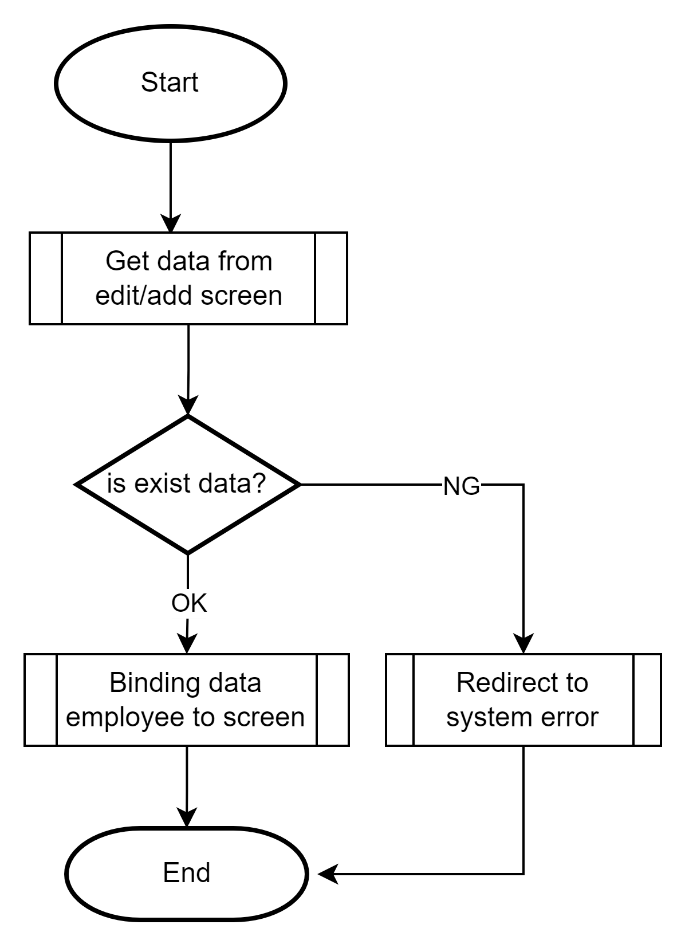 Start
Get data from
edit/add screen
is exist data?
NG
OK
Binding data
employee to screen
Redirect to
system error
End